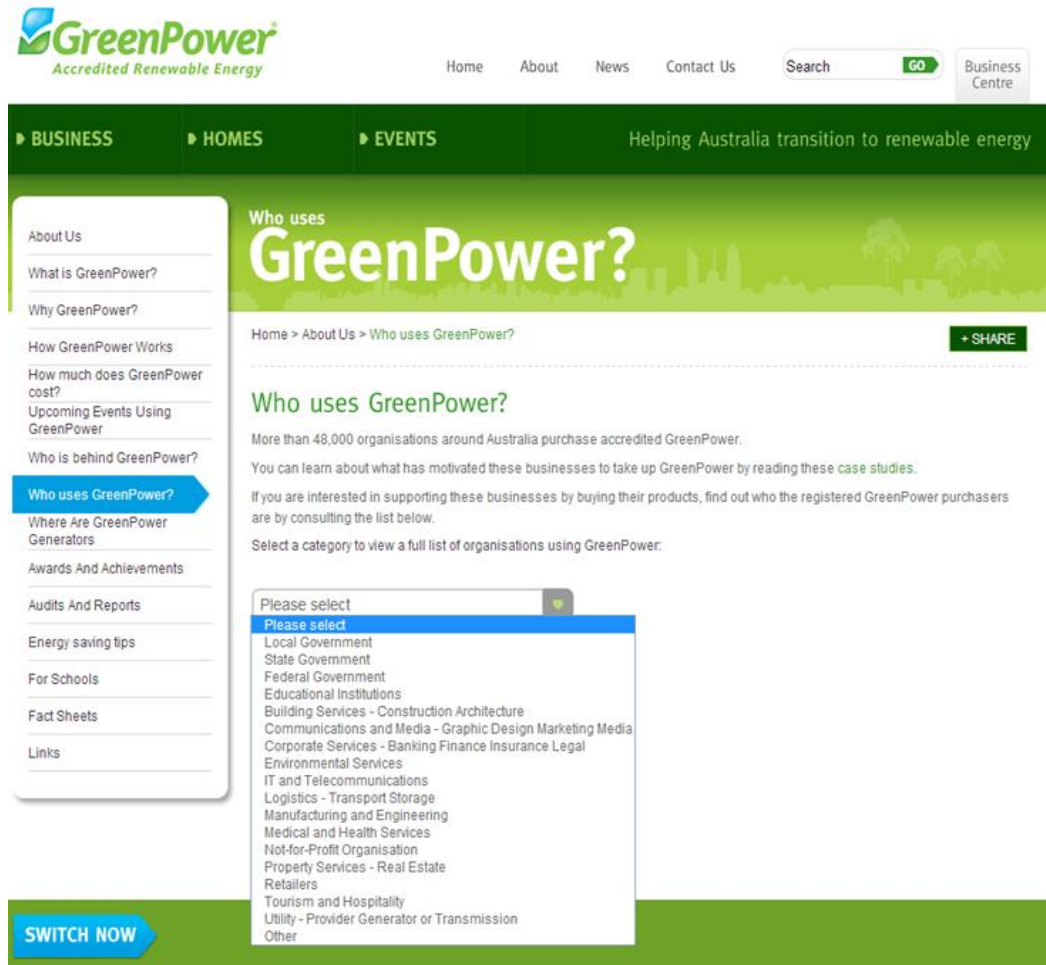 GreenPower
Accredited Renewable Energy
Home About News Contact Us Search GO Business
Centre
BUSINESS HOMES EVENTS Helping Australia transition to renewable energy
Who uses
GreenPower?
About Us
What is GreenPower?
Why GreenPower?
How GreenPower Works
How much does GreenPower
cost?
Upcoming Events Using
GreenPower
Who is behind GreenPower?
Who uses GreenPower?
Where Are GreenPower
Generators
Awards And Achievements
Audits And Reports
Energy saving tips
For Schools
Fact Sheets
Links
Home > About Us > Who uses GreenPower?
+ SHARE
Who uses GreenPower?
More than 48,000 organisations around Australia purchase accredited GreenPower.
You can learn about what has motivated these businesses to take up GreenPower by reading these case studies.
If you are interested in supporting these businesses by buying their products, find out who the registered GreenPower purchasers
are by consulting the list below.
Select a category to view a full list of organisations using GreenPower:
Please select
Please select
Local Government
State Government
Federal Government
Educational Institutions
Building Services - Construction Architecture
Communications and Media - Graphic Design Marketing Media
Corporate Services - Banking Finance Insurance Legal
Environmental Services
IT and Telecommunications
Logistics - Transport Storage
Manufacturing and Engineering
Medical and Health Services
Not-for-Profit Organisation
Property Services - Real Estate
Retailers
Tourism and Hospitality
Utility - Provider Generator or Transmission
Other
SWITCH NOW